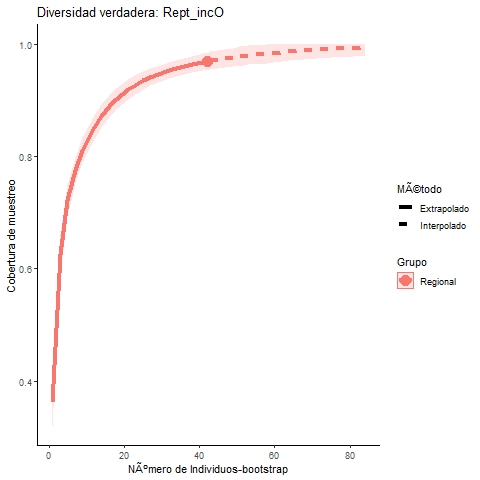 Diversidad verdadera: Rept_incO
Cobertura de muestreo
1.0
0.8
0.6
0.4
0
20
40
60
80
NÃºmero de Individuos-bootstrap
MÃ©todo
Extrapolado
Interpolado
Grupo
Regional